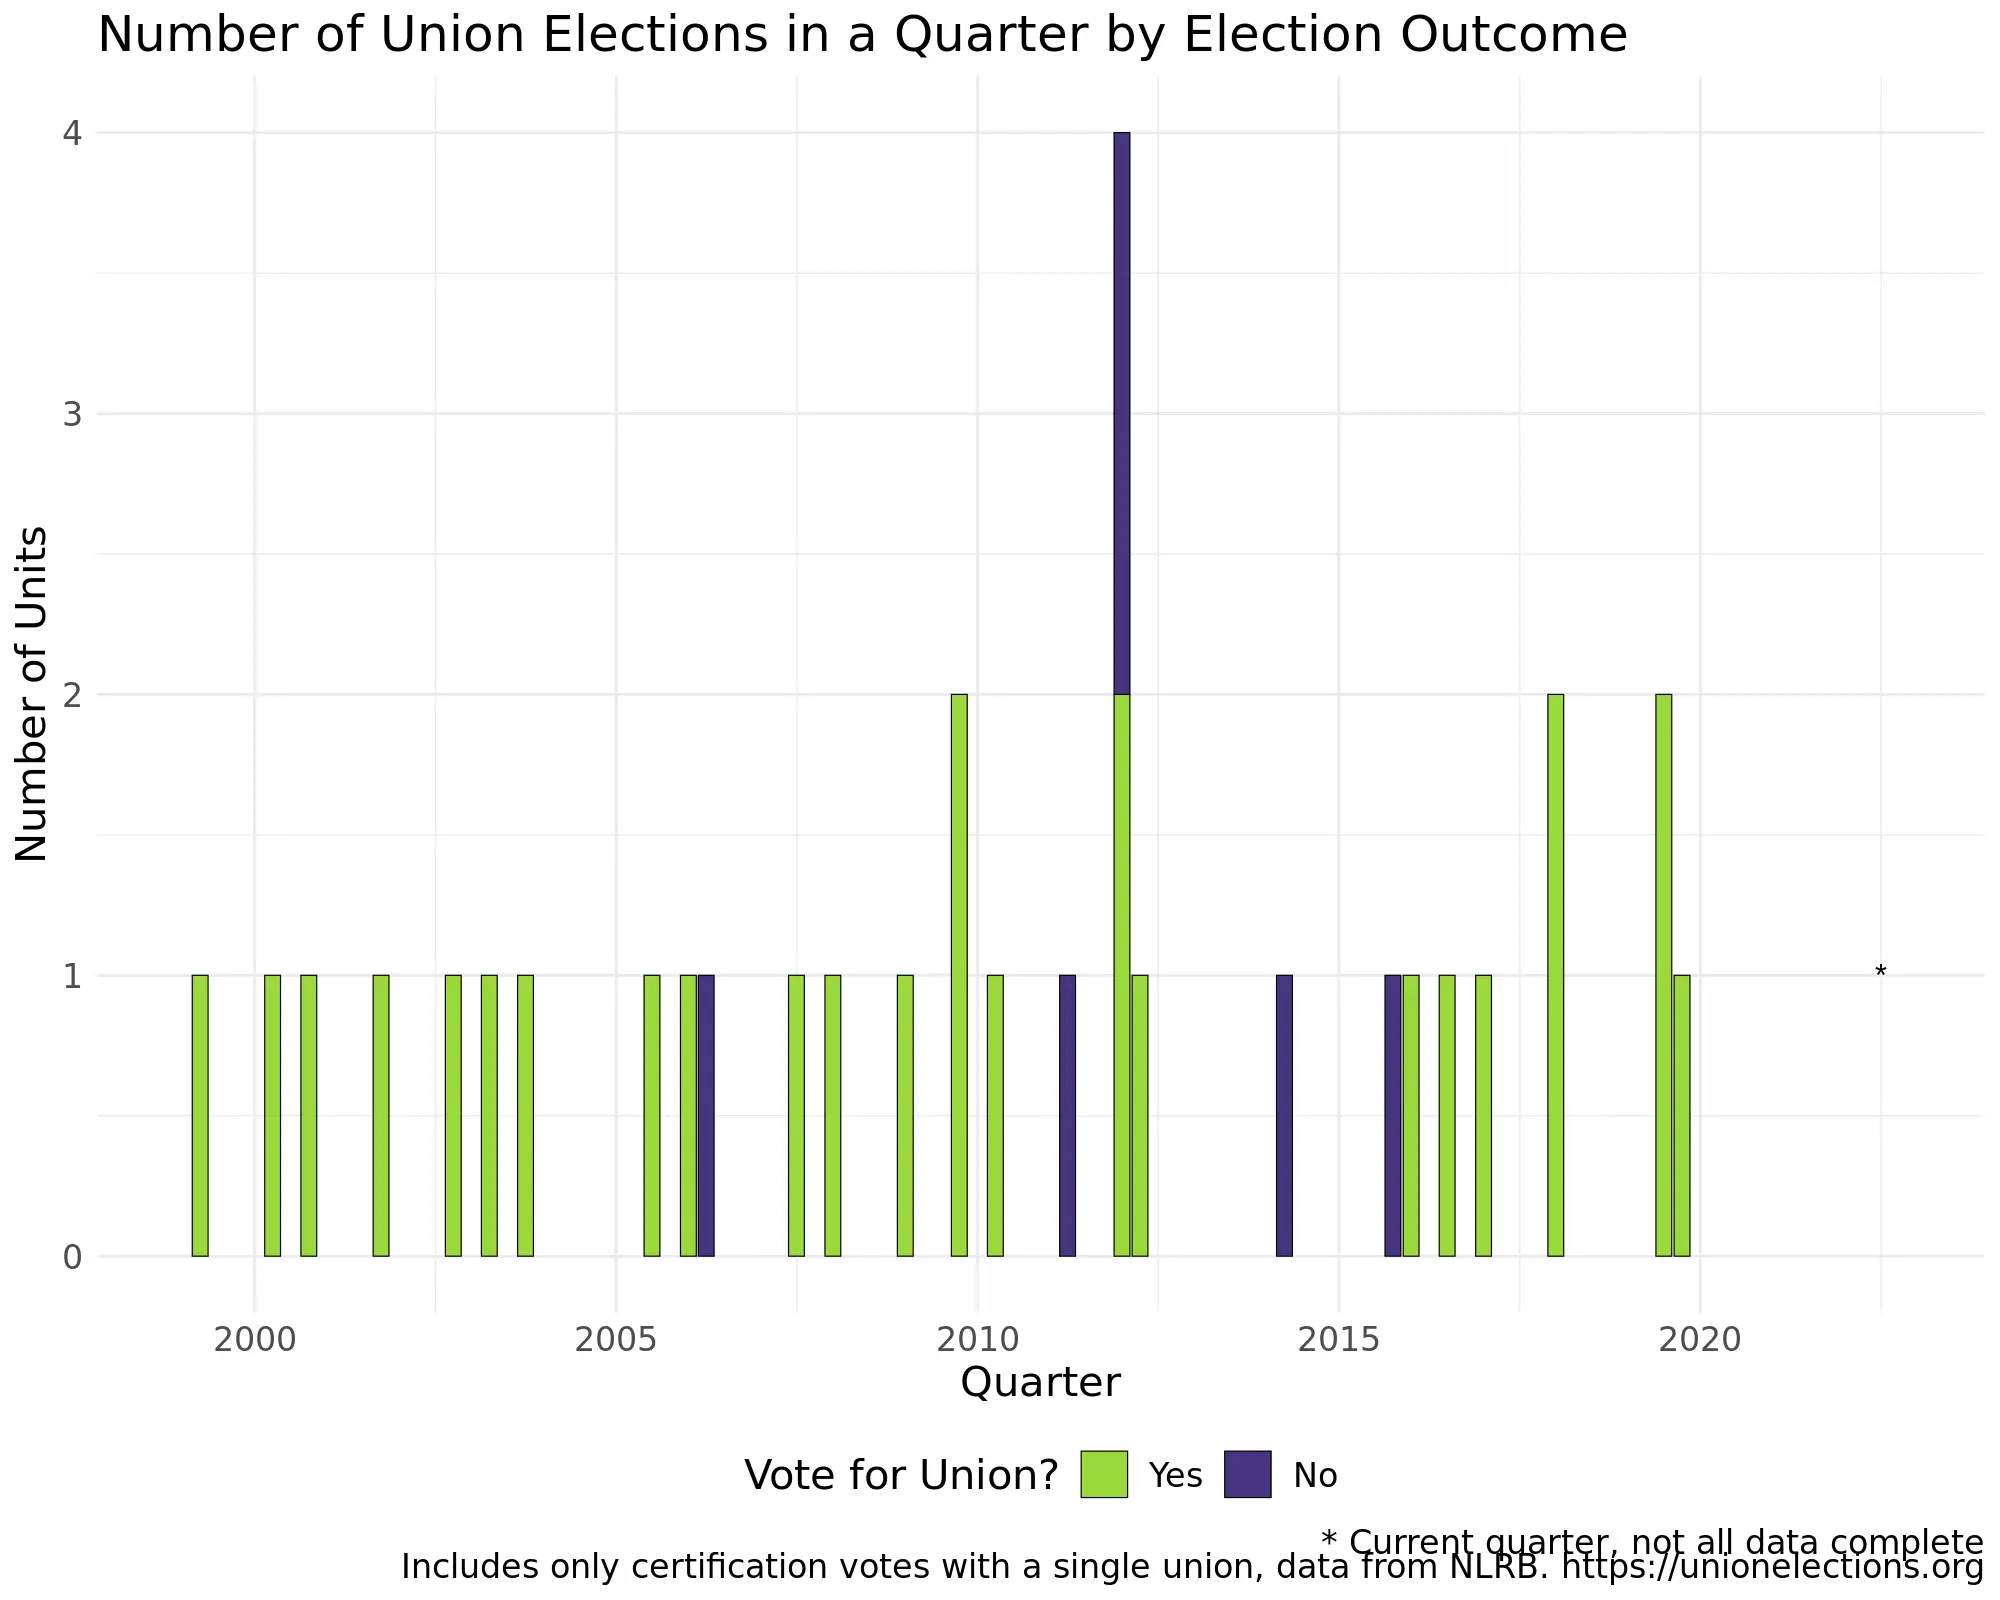 Number of Union Elections in a Quarter by Election Outcome
4
3
2
1
0
Number of Units
*
2000 2005 2010 2015 2020
Quarter
Vote for Union? Yes No
* Current quarter, not all data complete
Includes only certification votes with a single union, data from NLRB. https://unionelections.org